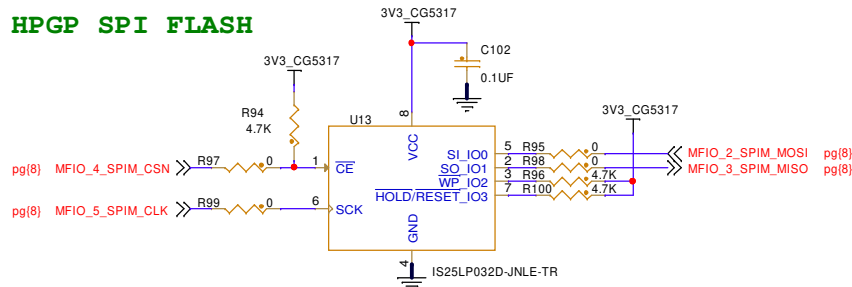 HPGP SPI FLASH
3V3_CG5317
C102
0.1UF
3V3_CG5317
R94
4.7K
U13
8
VCC
3V3_CG5317
pg{8} MFIO_4_SPIM_CSN R97 0 1 CE
SI_IO0 5 R95 0 MFIO_2_SPIM_MOSI pg{8}
SO_IO1 2 R98 0 MFIO_3_SPIM_MISO pg{8}
WP_IO2 3 R96 4.7K
HOLD/RESET_IO3 7 R100 4.7K
pg{8} MFIO_5_SPIM_CLK R99 0 6 SCK
GND
4
IS25LP032D-JNLE-TR